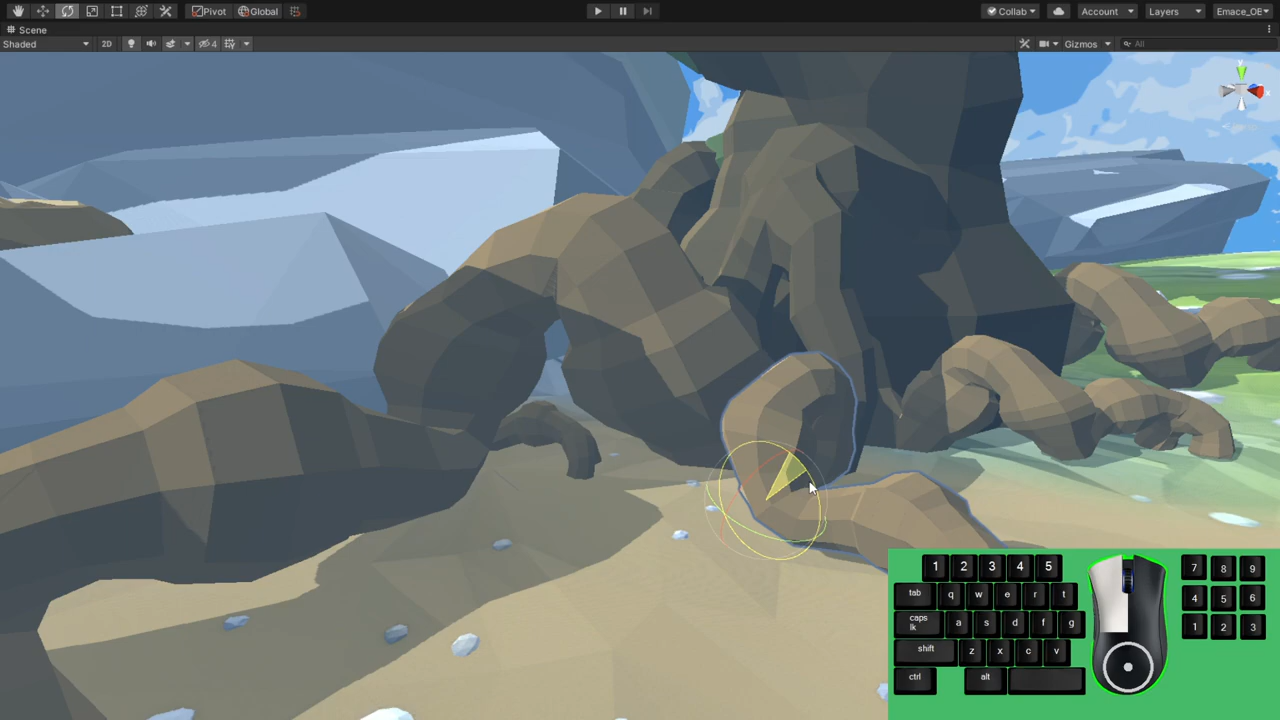 Pivot Global Collab Account Layers Emace_OE
Scene
Shaded 2D 4 Gizmos All
y
x
1 2 3 4 5 7 8 9
tab q w e r t 4 5 6
caps lk a s d f g 1 2 3
shift z x c v
ctrl alt